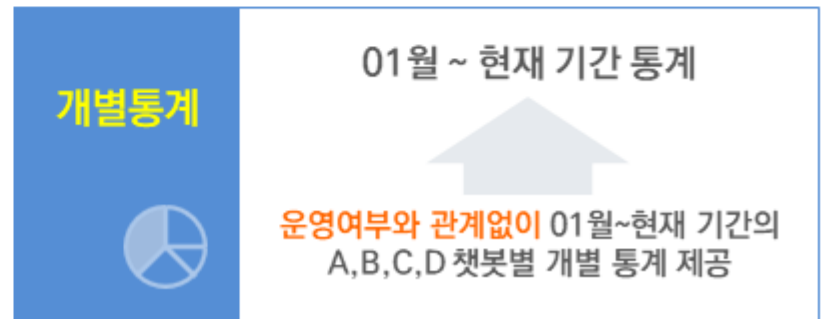 개별통계
01월 ~ 현재 기간 통계
운영여부와 관계없이 01월~현재 기간의
A,B,C,D 챗봇별 개별 통계 제공